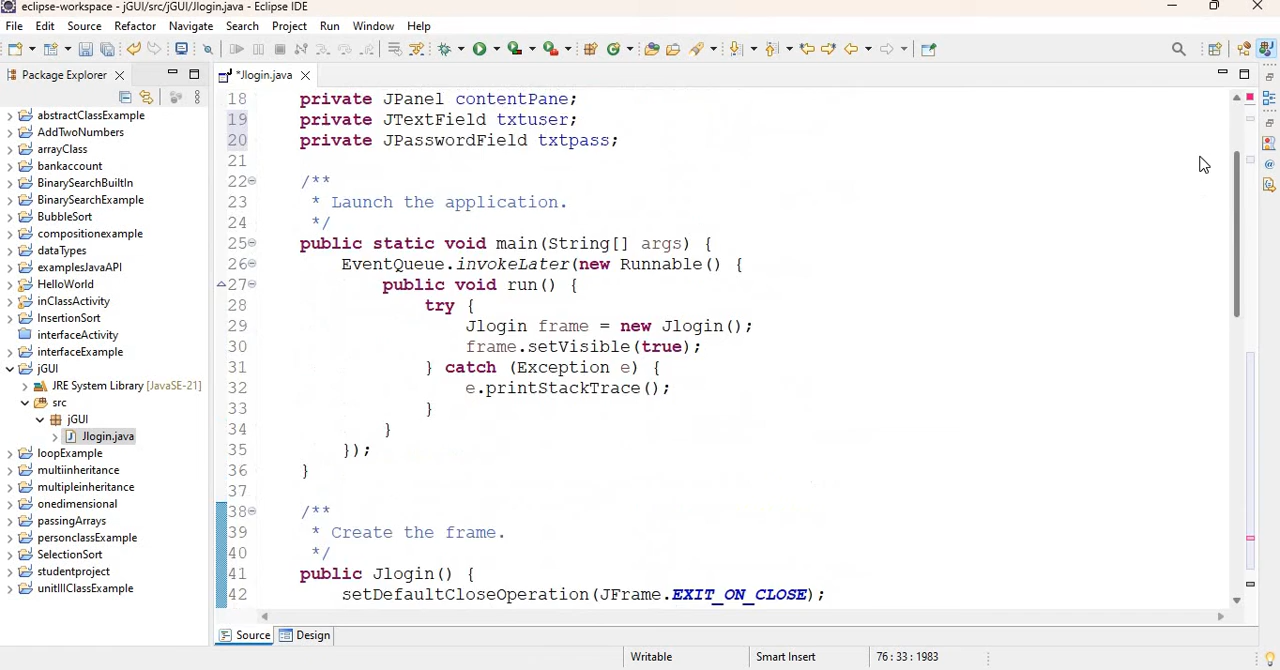 eclipse-workspace - jGUI/src/jGUI/Jlogin.java - Eclipse IDE
File Edit Source Refactor Navigate Search Project Run Window Help
Package Explorer
*Jlogin.java
abstractClassExample
AddTwoNumbers
arrayClass
bankaccount
BinarySearchBuiltIn
BinarySearchExample
BubbleSort
compositionexample
dataTypes
examplesJavaAPI
HelloWorld
inClassActivity
InsertionSort
interfaceActivity
interfaceExample
jGUI
JRE System Library [JavaSE-21]
src
jGUI
Jlogin.java
loopExample
multiinheritance
multipleinheritance
onedimensional
passingArrays
personclassExample
SelectionSort
studentproject
unitIIIClassExample
18 private JPanel contentPane;
19 private JTextField txtuser;
20 private JPasswordField txtpass;
21
22 /**
23 * Launch the application.
24 */
25 public static void main(String[] args) {
26 EventQueue.invokeLater(new Runnable() {
27 public void run() {
28 try {
29 Jlogin frame = new Jlogin();
30 frame.setVisible(true);
31 } catch (Exception e) {
32 e.printStackTrace();
33 }
34 }
35 });
36 }
37
38 /**
39 * Create the frame.
40 */
41 public Jlogin() {
42 setDefaultCloseOperation(JFrame.EXIT_ON_CLOSE);
Source Design
Writable Smart Insert 76 : 33 : 1983